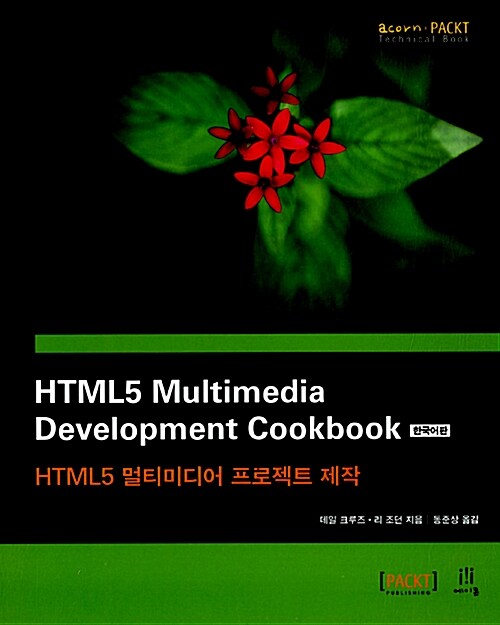 acorn+PACKT
Technical Book
HTML5 Multimedia
Development Cookbook 한국어판
HTML5 멀티미디어 프로젝트 제작
데일 크루즈 · 리 조던 지음 | 동준상 옮김
[PACKT]
PUBLISHING
에이콘